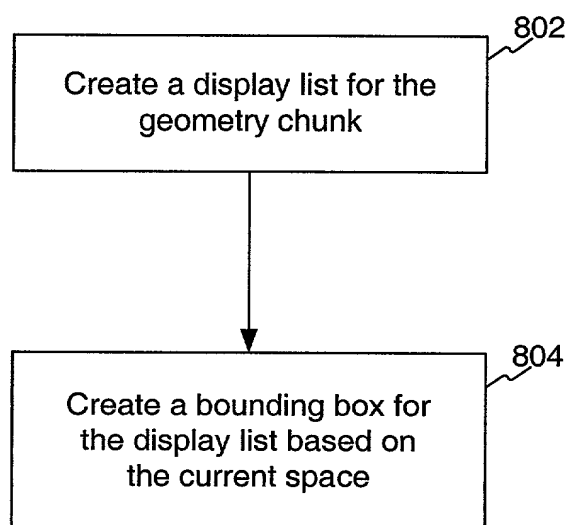 802
Create a display list for the
geometry chunk
804
Create a bounding box for
the display list based on
the current space